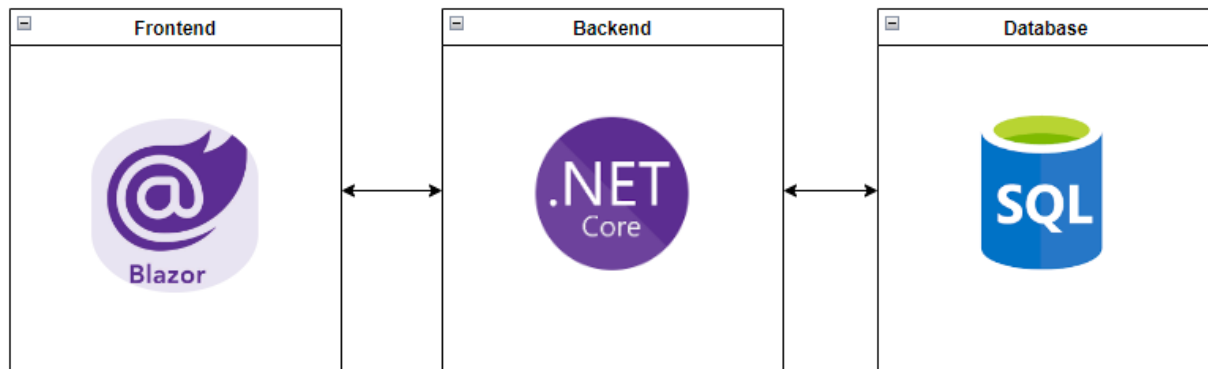 Frontend
Backend
Database
Blazor
.NET
Core
SQL